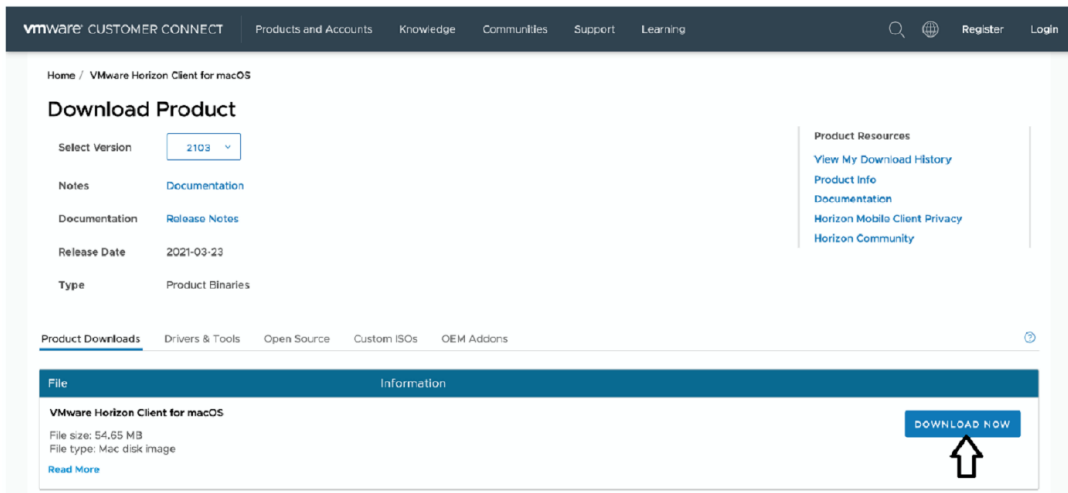 vmware® CUSTOMER CONNECT Products and Accounts Knowledge Communities Support Learning Register Login
Home / VMware Horizon Client for macOS
Download Product
Select Version 2103
Notes Documentation
Documentation Release Notes
Release Date 2021-03-23
Type Product Binaries
Product Resources
View My Download History
Product Info
Documentation
Horizon Mobile Client Privacy
Horizon Community
Product Downloads Drivers & Tools Open Source Custom ISOs OEM Addons
File Information
VMware Horizon Client for macOS
File size: 54.65 MB
File type: Mac disk image
Read More
DOWNLOAD NOW